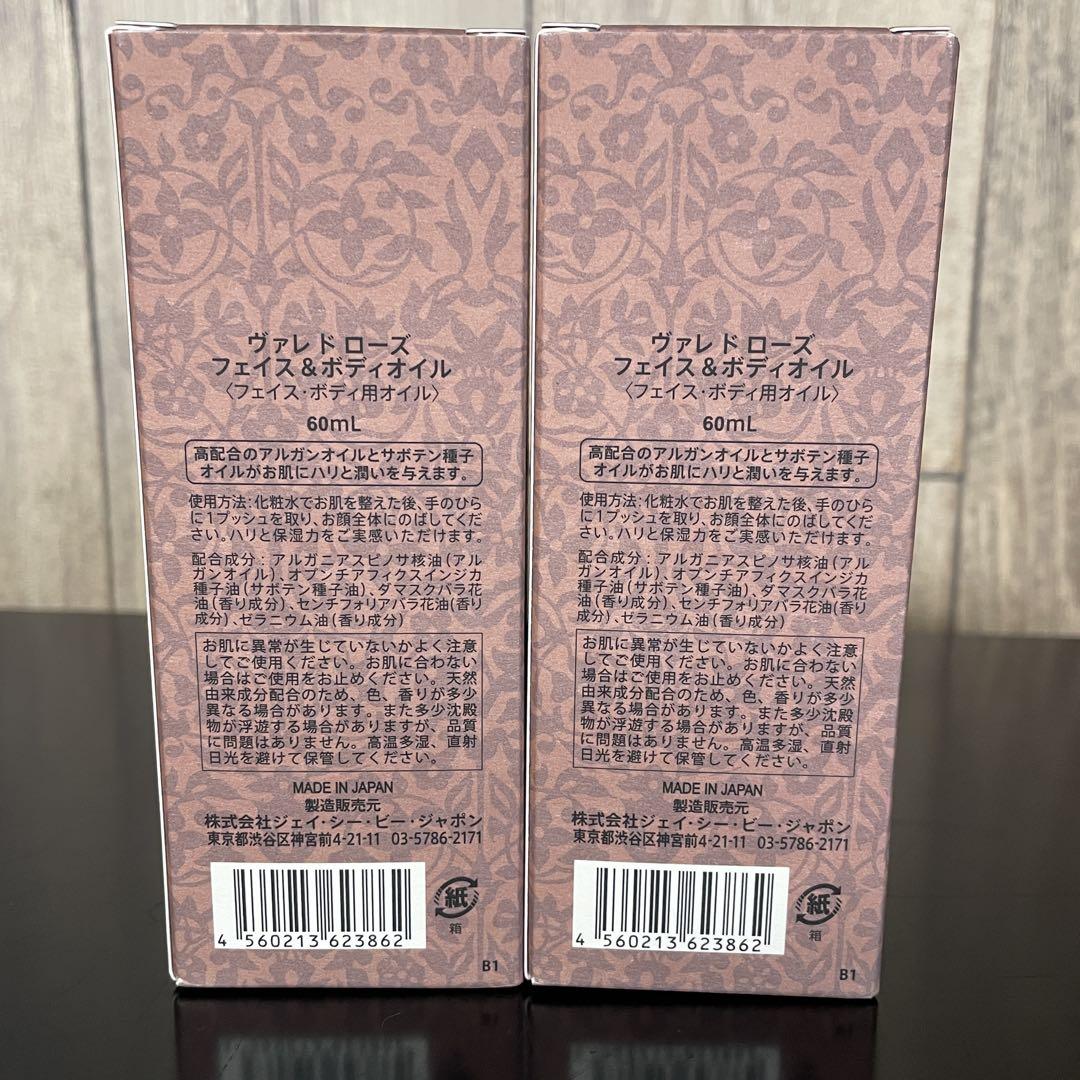 ヴァレ ド ローズ
フェイス＆ボディオイル
〈フェイス・ボディ用オイル〉
60mL
高配合のアルガンオイルとサボテン種子
オイルがお肌にハリと潤いを与えます。
使用方法：化粧水でお肌を整えた後、手のひら
に1プッシュを取り、お顔全体にのばしてくだ
さい。ハリと保湿力をご実感いただけます。
配合成分：アルガニアスピノサ核油（アル
ガンオイル）、オプンチアフィクスインジカ
種子油（サボテン種子油）、ダマスクバラ花
油（香り成分）、センチフォリアバラ花油（香り
成分）、ゼラニウム油（香り成分）
お肌に異常が生じていないかよく注意
してご使用ください。お肌に合わない
場合はご使用をお止めください。天然
由来成分配合のため、色、香りが多少
異なる場合があります。また多少沈殿
物が浮遊する場合がありますが、品質
に問題はありません。高温多湿、直射
日光を避けて保管してください。
MADE IN JAPAN
製造販売元
株式会社ジェイ・シー・ビー・ジャポン
東京都渋谷区神宮前4-21-11 03-5786-2171
4 560213 623862
紙
箱
B1
ヴァレ ド ローズ
フェイス＆ボディオイル
〈フェイス・ボディ用オイル〉
60mL
高配合のアルガンオイルとサボテン種子
オイルがお肌にハリと潤いを与えます。
使用方法：化粧水でお肌を整えた後、手のひら
に1プッシュを取り、お顔全体にのばしてくだ
さい。ハリと保湿力をご実感いただけます。
配合成分：アルガニアスピノサ核油（アル
ガンオイル）、オプンチアフィクスインジカ
種子油（サボテン種子油）、ダマスクバラ花
油（香り成分）、センチフォリアバラ花油（香り
成分）、ゼラニウム油（香り成分）
お肌に異常が生じていないかよく注意
してご使用ください。お肌に合わない
場合はご使用をお止めください。天然
由来成分配合のため、色、香りが多少
異なる場合があります。また多少沈殿
物が浮遊する場合がありますが、品質
に問題はありません。高温多湿、直射
日光を避けて保管してください。
MADE IN JAPAN
製造販売元
株式会社ジェイ・シー・ビー・ジャポン
東京都渋谷区神宮前4-21-11 03-5786-2171
4 560213 623862
紙
箱
B1